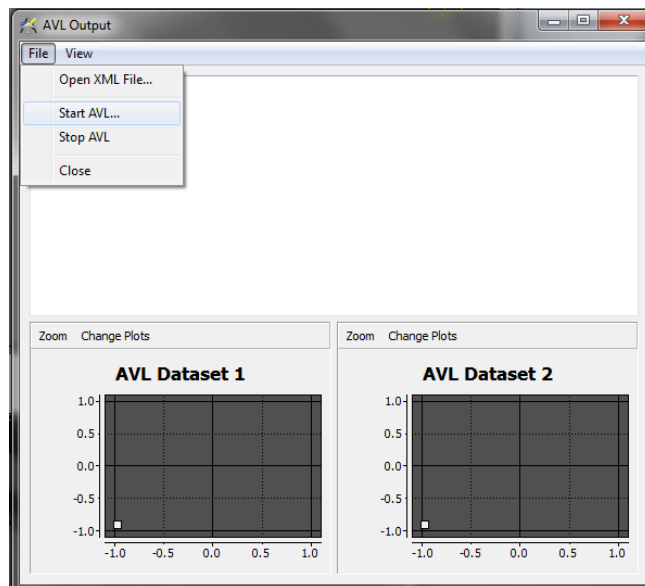 AVL Output
File View
Open XML File...
Start AVL...
Stop AVL
Close
Zoom Change Plots
AVL Dataset 1
1.0
0.5
0.0
-0.5
-1.0
-1.0 -0.5 0.0 0.5 1.0
Zoom Change Plots
AVL Dataset 2
1.0
0.5
0.0
-0.5
-1.0
-1.0 -0.5 0.0 0.5 1.0